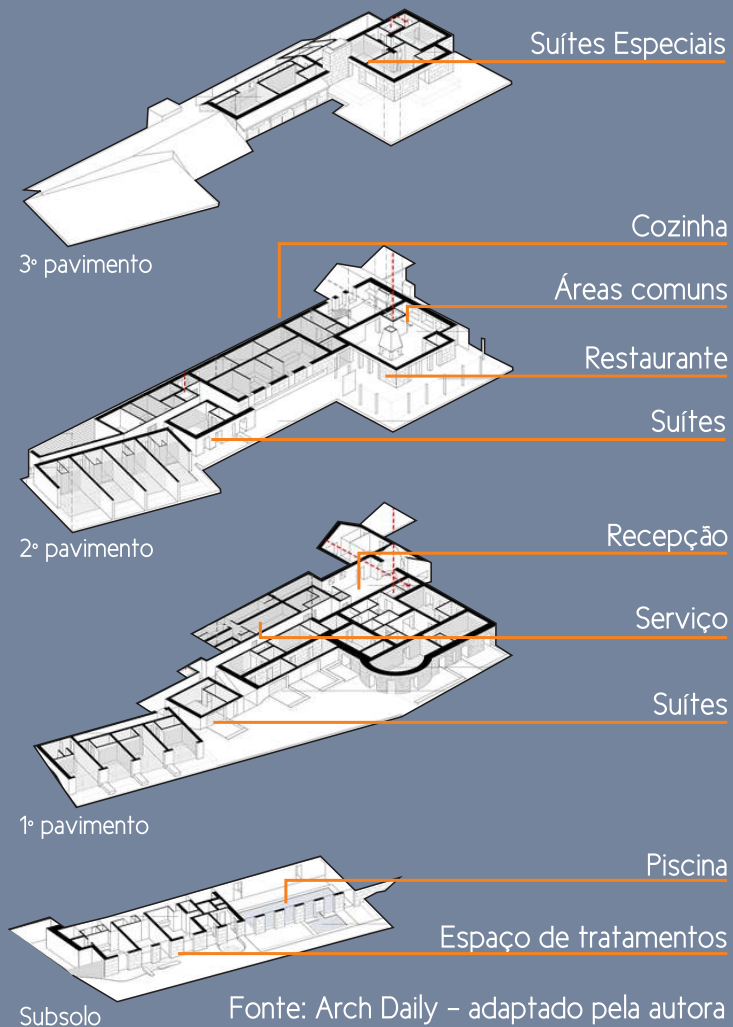 Suítes Especiais
3º pavimento
Cozinha
Áreas comuns
Restaurante
Suítes
2º pavimento
Recepção
Serviço
Suítes
1º pavimento
Piscina
Espaço de tratamentos
Subsolo
Fonte: Arch Daily – adaptado pela autora